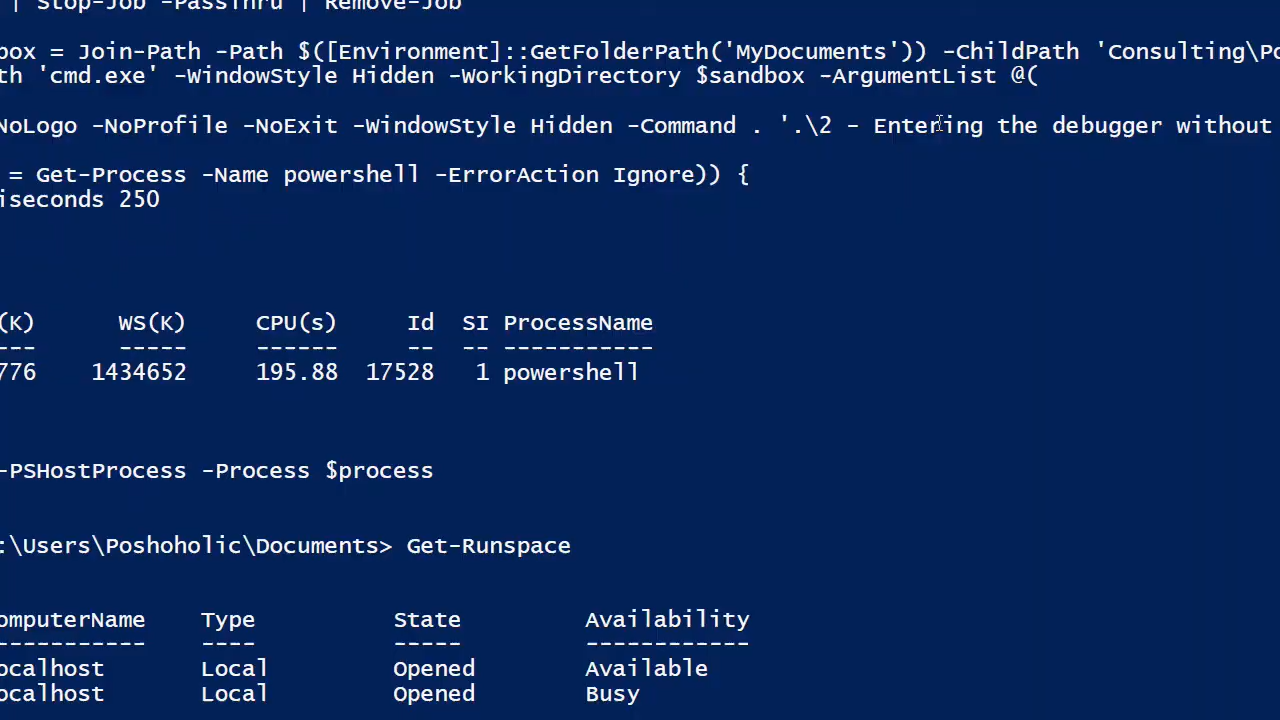 | Stop-Job -PassThru | Remove-Job
box = Join-Path -Path $([Environment]::GetFolderPath('MyDocuments')) -ChildPath 'Consulting\Po
th 'cmd.exe' -WindowStyle Hidden -WorkingDirectory $sandbox -ArgumentList @(
NoLogo -NoProfile -NoExit -WindowStyle Hidden -Command . '.\2 - Entering the debugger without
= Get-Process -Name powershell -ErrorAction Ignore)) {
iseconds 250
(K) WS(K) CPU(s) Id SI ProcessName
--- ----- ------ -- -- -----------
776 1434652 195.88 17528 1 powershell
-PSHostProcess -Process $process
:\Users\Poshoholic\Documents> Get-Runspace
omputerName Type State Availability
----------- ---- ----- ------------
ocalhost Local Opened Available
ocalhost Local Opened Busy